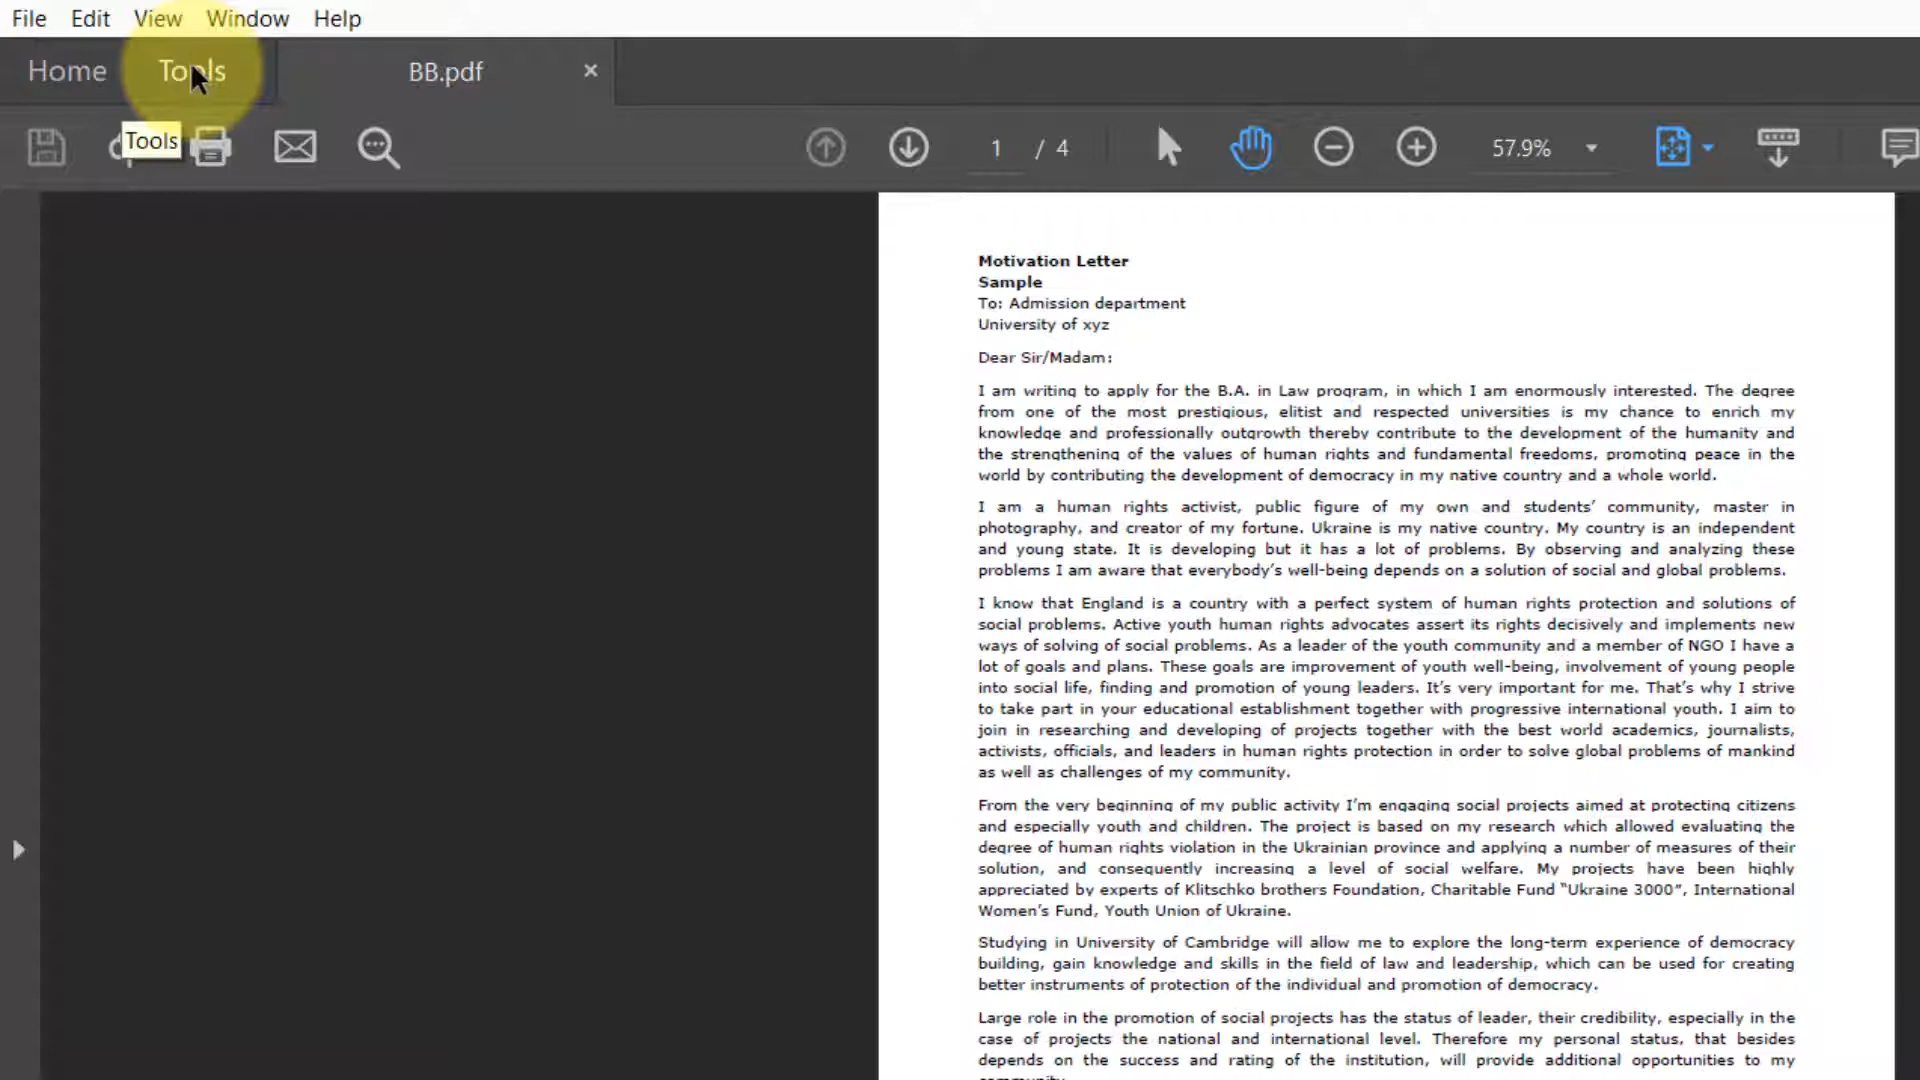 File Edit View Window Help
Home Tools BB.pdf
Tools
1 / 4 57.9%
Motivation Letter
Sample
To: Admission department
University of xyz
Dear Sir/Madam:
I am writing to apply for the B.A. in Law program, in which I am enormously interested. The degree
from one of the most prestigious, elitist and respected universities is my chance to enrich my
knowledge and professionally outgrowth thereby contribute to the development of the humanity and
the strengthening of the values of human rights and fundamental freedoms, promoting peace in the
world by contributing the development of democracy in my native country and a whole world.
I am a human rights activist, public figure of my own and students’ community, master in
photography, and creator of my fortune. Ukraine is my native country. My country is an independent
and young state. It is developing but it has a lot of problems. By observing and analyzing these
problems I am aware that everybody’s well-being depends on a solution of social and global problems.
I know that England is a country with a perfect system of human rights protection and solutions of
social problems. Active youth human rights advocates assert its rights decisively and implements new
ways of solving of social problems. As a leader of the youth community and a member of NGO I have a
lot of goals and plans. These goals are improvement of youth well-being, involvement of young people
into social life, finding and promotion of young leaders. It’s very important for me. That’s why I strive
to take part in your educational establishment together with progressive international youth. I aim to
join in researching and developing of projects together with the best world academics, journalists,
activists, officials, and leaders in human rights protection in order to solve global problems of mankind
as well as challenges of my community.
From the very beginning of my public activity I’m engaging social projects aimed at protecting citizens
and especially youth and children. The project is based on my research which allowed evaluating the
degree of human rights violation in the Ukrainian province and applying a number of measures of their
solution, and consequently increasing a level of social welfare. My projects have been highly
appreciated by experts of Klitschko brothers Foundation, Charitable Fund “Ukraine 3000”, International
Women’s Fund, Youth Union of Ukraine.
Studying in University of Cambridge will allow me to explore the long-term experience of democracy
building, gain knowledge and skills in the field of law and leadership, which can be used for creating
better instruments of protection of the individual and promotion of democracy.
Large role in the promotion of social projects has the status of leader, their credibility, especially in the
case of projects the national and international level. Therefore my personal status, that besides
depends on the success and rating of the institution, will provide additional opportunities to my